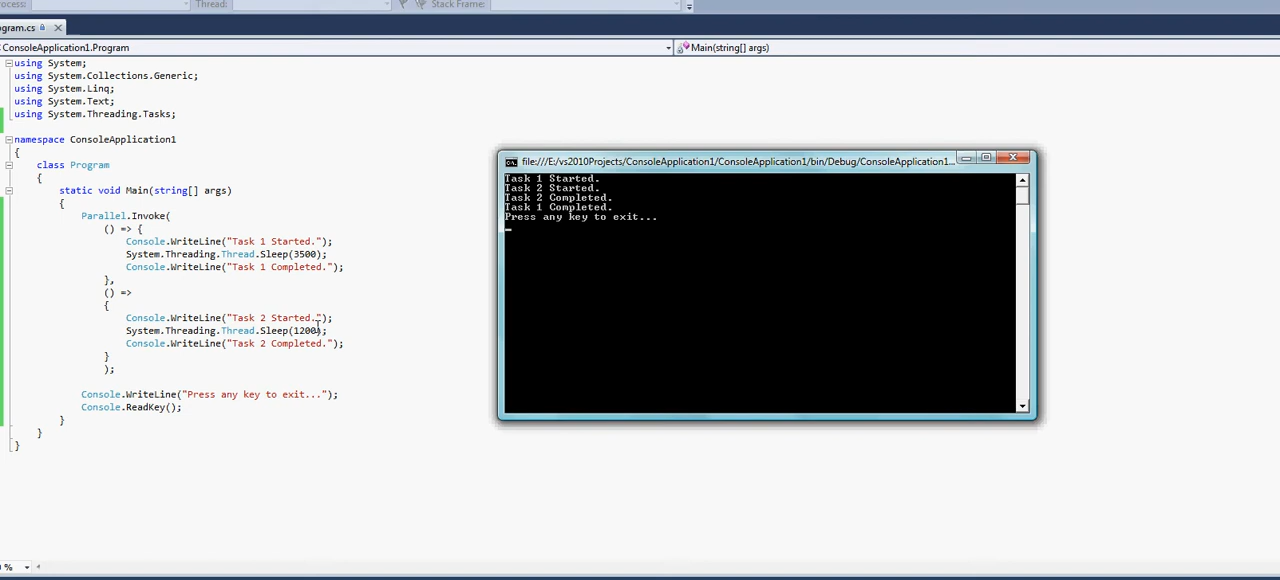 rocess:
Thread:
Stack Frame:
ogram.cs
ConsoleApplication1.Program
Main(string[] args)
using System;
using System.Collections.Generic;
using System.Linq;
using System.Text;
using System.Threading.Tasks;
namespace ConsoleApplication1
{
class Program
{
static void Main(string[] args)
{
Parallel.Invoke(
() => {
Console.WriteLine("Task 1 Started.");
System.Threading.Thread.Sleep(3500);
Console.WriteLine("Task 1 Completed.");
},
() =>
{
Console.WriteLine("Task 2 Started.");
System.Threading.Thread.Sleep(1200);
Console.WriteLine("Task 2 Completed.");
}
);
Console.WriteLine("Press any key to exit...");
Console.ReadKey();
}
}
}
file:///E:/vs2010Projects/ConsoleApplication1/ConsoleApplication1/bin/Debug/ConsoleApplication1...
Task 1 Started.
Task 2 Started.
Task 2 Completed.
Task 1 Completed.
Press any key to exit...
%